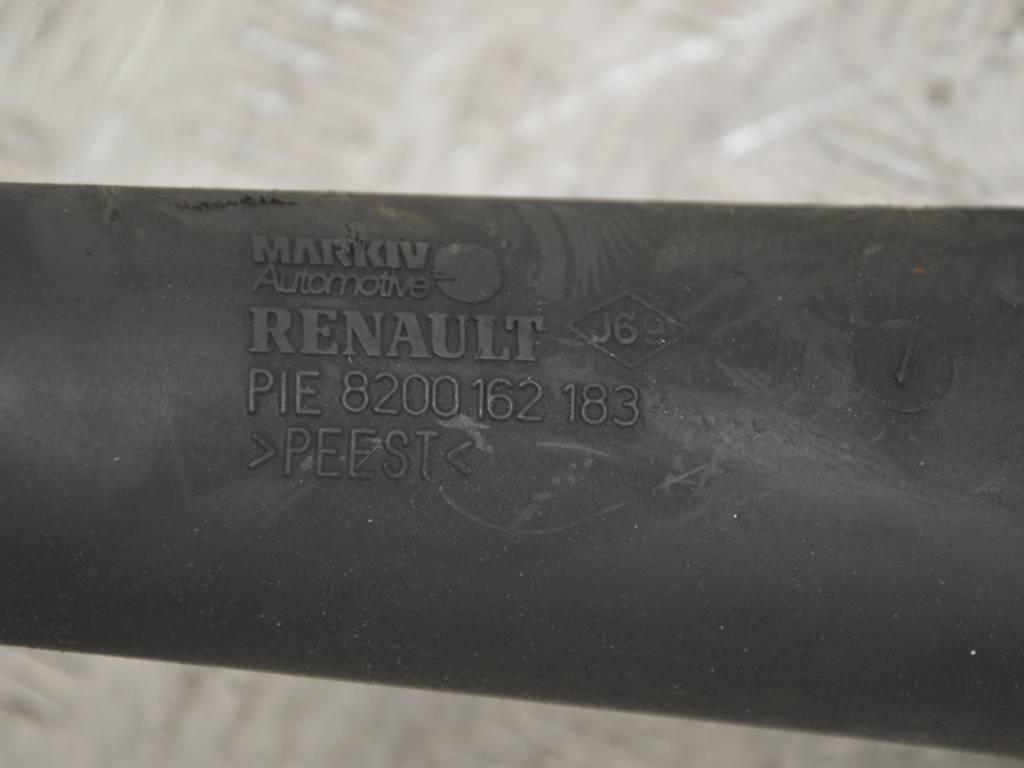 MARKIV
Automotive
RENAULT J69
PIE 8200 162 183
>PEEST<